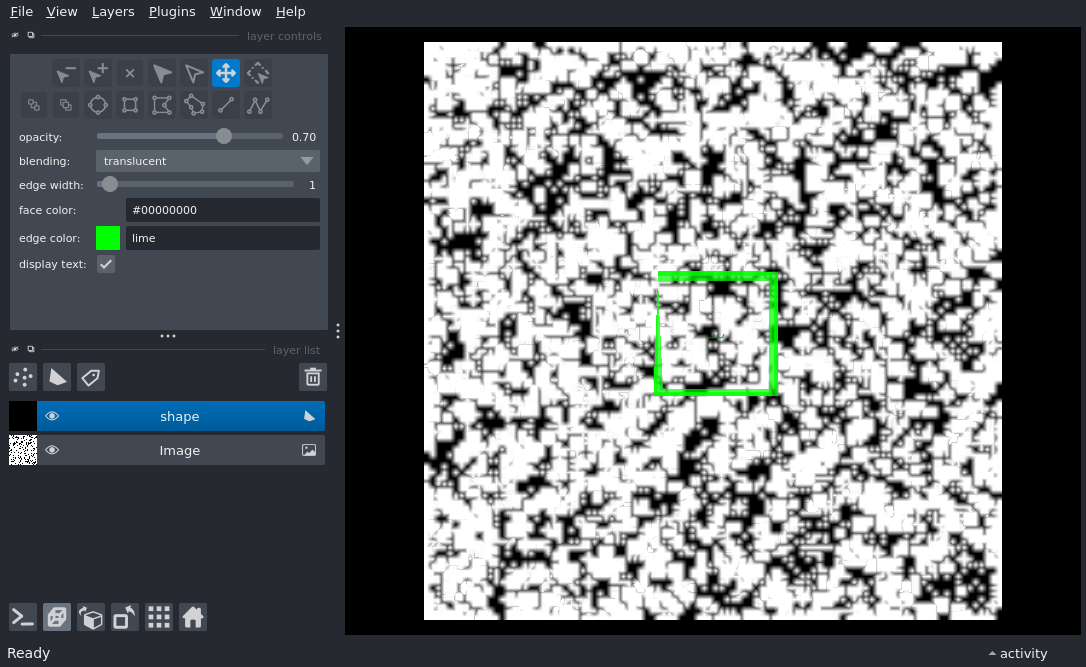 File View Layers Plugins Window Help
layer controls
opacity: 0.70
blending: translucent
edge width: 1
face color: #00000000
edge color: lime
display text:
layer list
shape
Image
Ready
activity